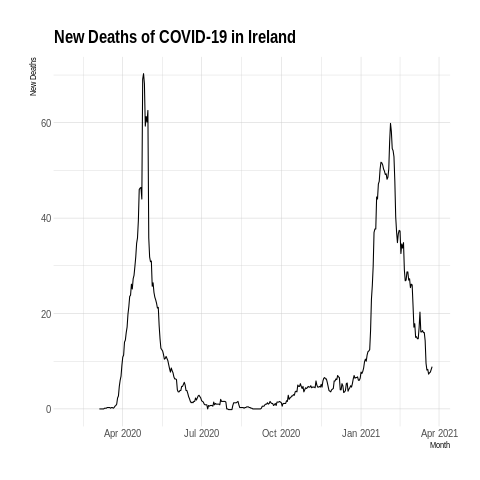 New Deaths of COVID-19 in Ireland
New Deaths
60
40
20
0
Apr 2020 Jul 2020 Oct 2020 Jan 2021 Apr 2021
Month